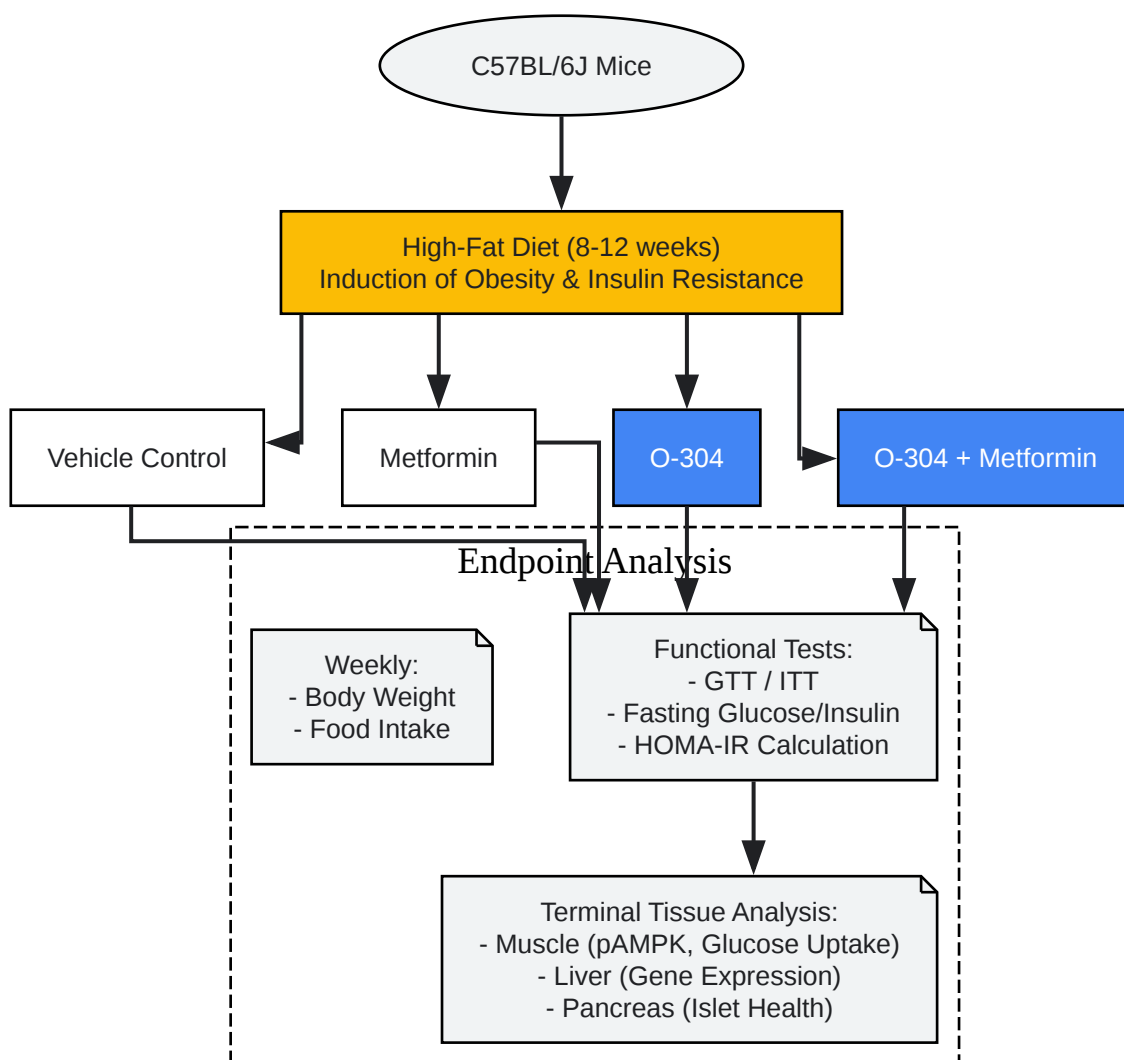 C57BL/6J Mice
High-Fat Diet (8-12 weeks)
Induction of Obesity & Insulin Resistance
Vehicle Control
Metformin
O-304
O-304 + Metformin
Endpoint Analysis
Weekly:
- Body Weight
- Food Intake
Functional Tests:
- GTT / ITT
- Fasting Glucose/Insulin
- HOMA-IR Calculation
Terminal Tissue Analysis:
- Muscle (pAMPK, Glucose Uptake)
- Liver (Gene Expression)
- Pancreas (Islet Health)